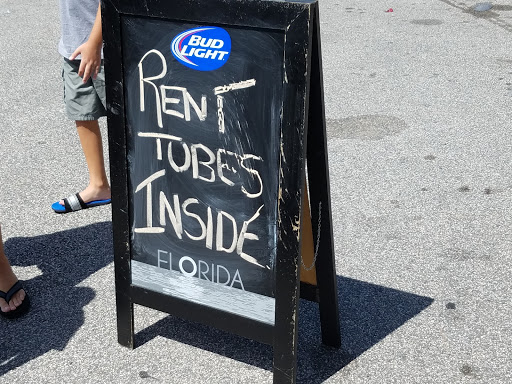 BUD
LIGHT
RENT
TUBES
INSIDE
FLORIDA